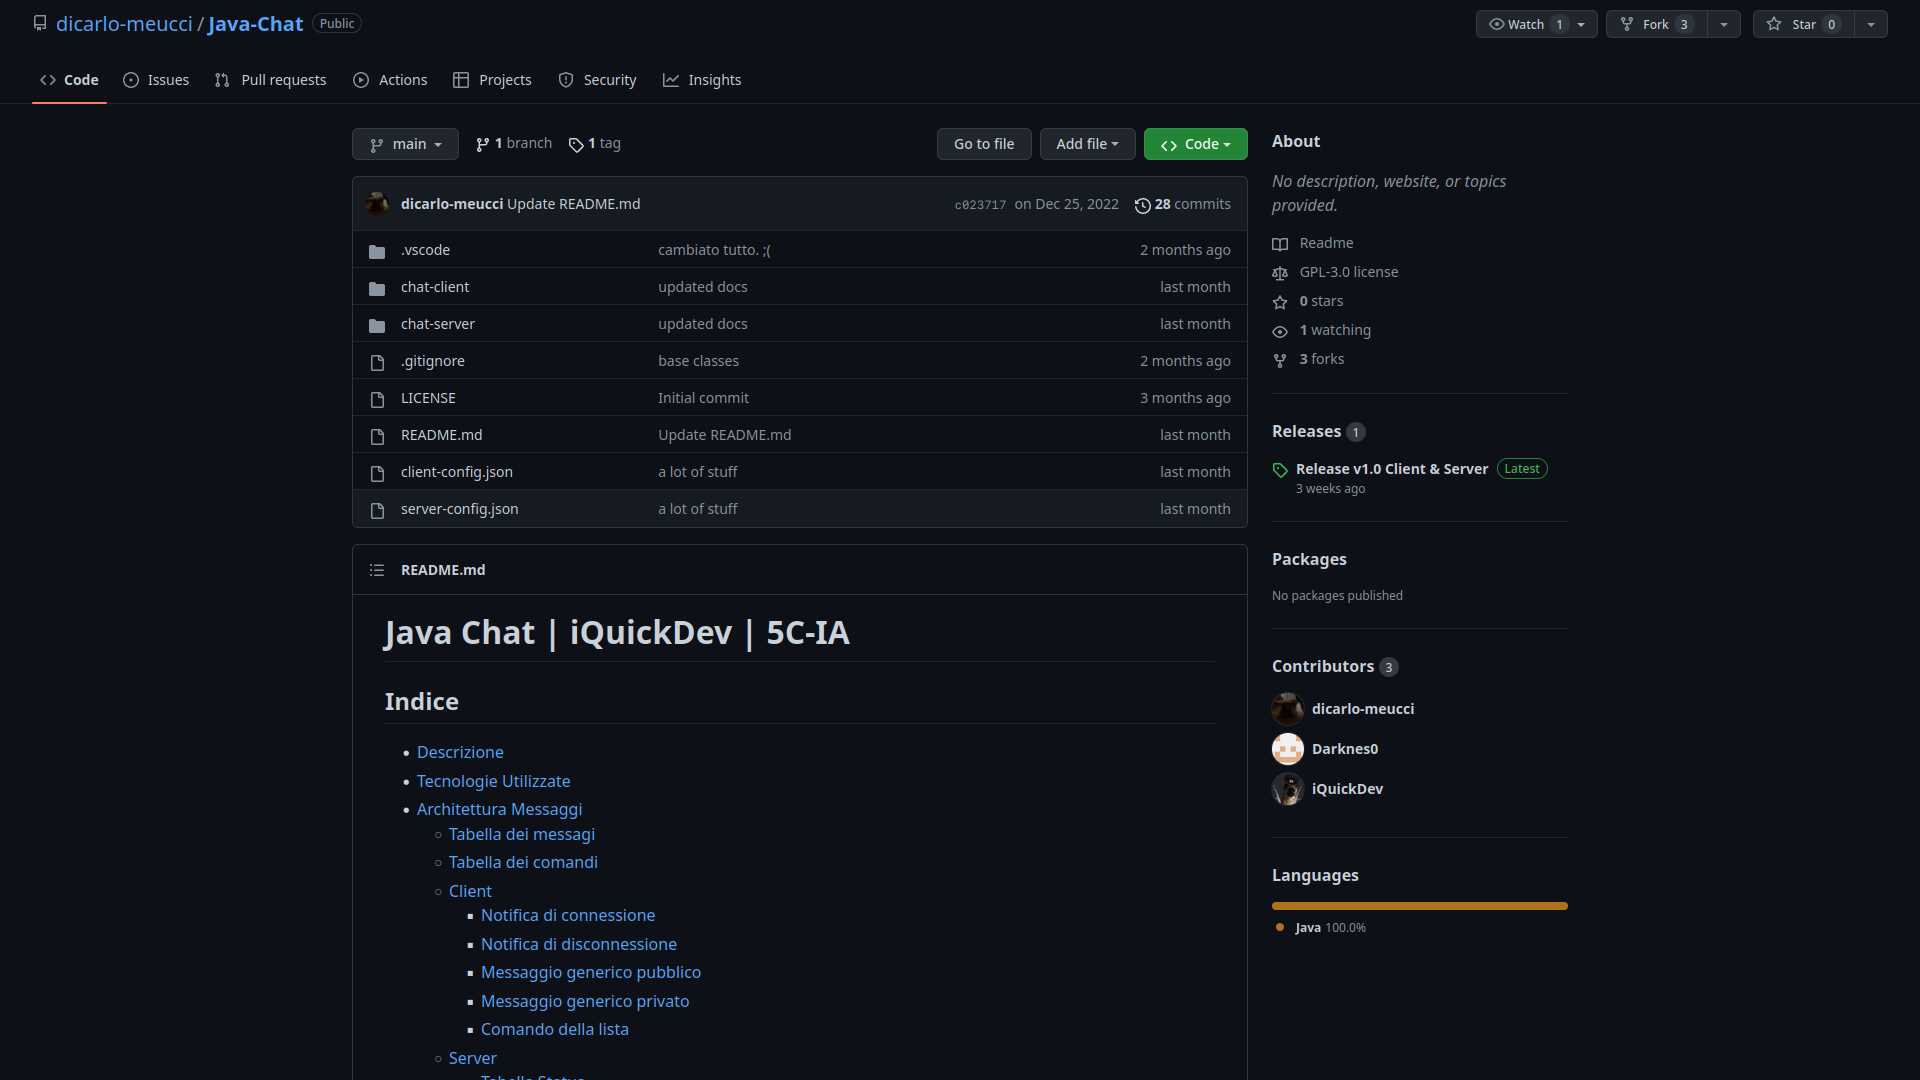 dicarlo-meucci / Java-Chat Public
Watch 1 Fork 3 Star 0
Code Issues Pull requests Actions Projects Security Insights
main 1 branch 1 tag Go to file Add file Code
dicarlo-meucci Update README.md c023717 on Dec 25, 2022 28 commits
.vscode cambiato tutto. ;( 2 months ago
chat-client updated docs last month
chat-server updated docs last month
.gitignore base classes 2 months ago
LICENSE Initial commit 3 months ago
README.md Update README.md last month
client-config.json a lot of stuff last month
server-config.json a lot of stuff last month
README.md
Java Chat | iQuickDev | 5C-IA
Indice
Descrizione
Tecnologie Utilizzate
Architettura Messaggi
Tabella dei messagi
Tabella dei comandi
Client
Notifica di connessione
Notifica di disconnessione
Messaggio generico pubblico
Messaggio generico privato
Comando della lista
Server
About
No description, website, or topics
provided.
Readme
GPL-3.0 license
0 stars
1 watching
3 forks
Releases 1
Release v1.0 Client & Server Latest
3 weeks ago
Packages
No packages published
Contributors 3
dicarlo-meucci
Darknes0
iQuickDev
Languages
Java 100.0%